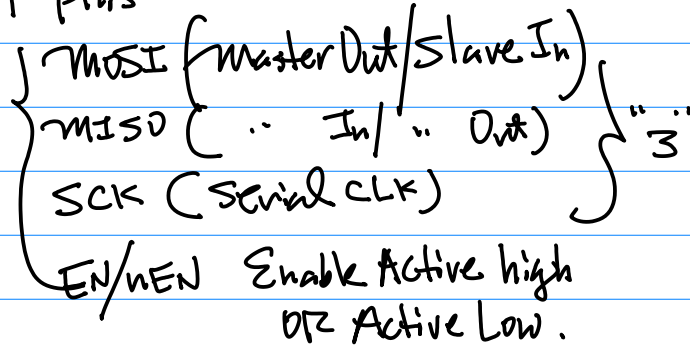 pins
MOSI (Master Out/Slave In)
MISO ( " In/ " Out) "3"
SCK (Serial CLK)
EN/nEN Enable Active high
OR Active Low.